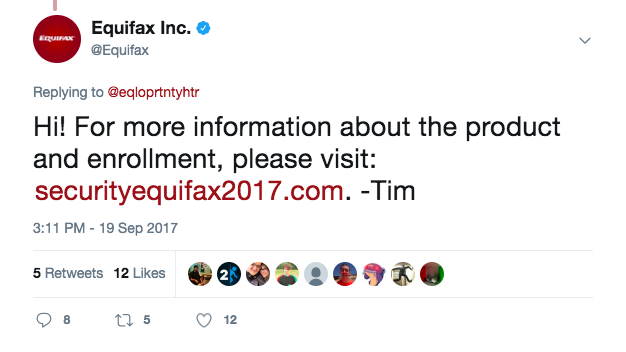 EQUIFAX
Equifax Inc.
@Equifax
Replying to @eqloprtntyhtr
Hi! For more information about the product
and enrollment, please visit:
securityequifax2017.com. -Tim
3:11 PM - 19 Sep 2017
5 Retweets 12 Likes
2
8 5 12